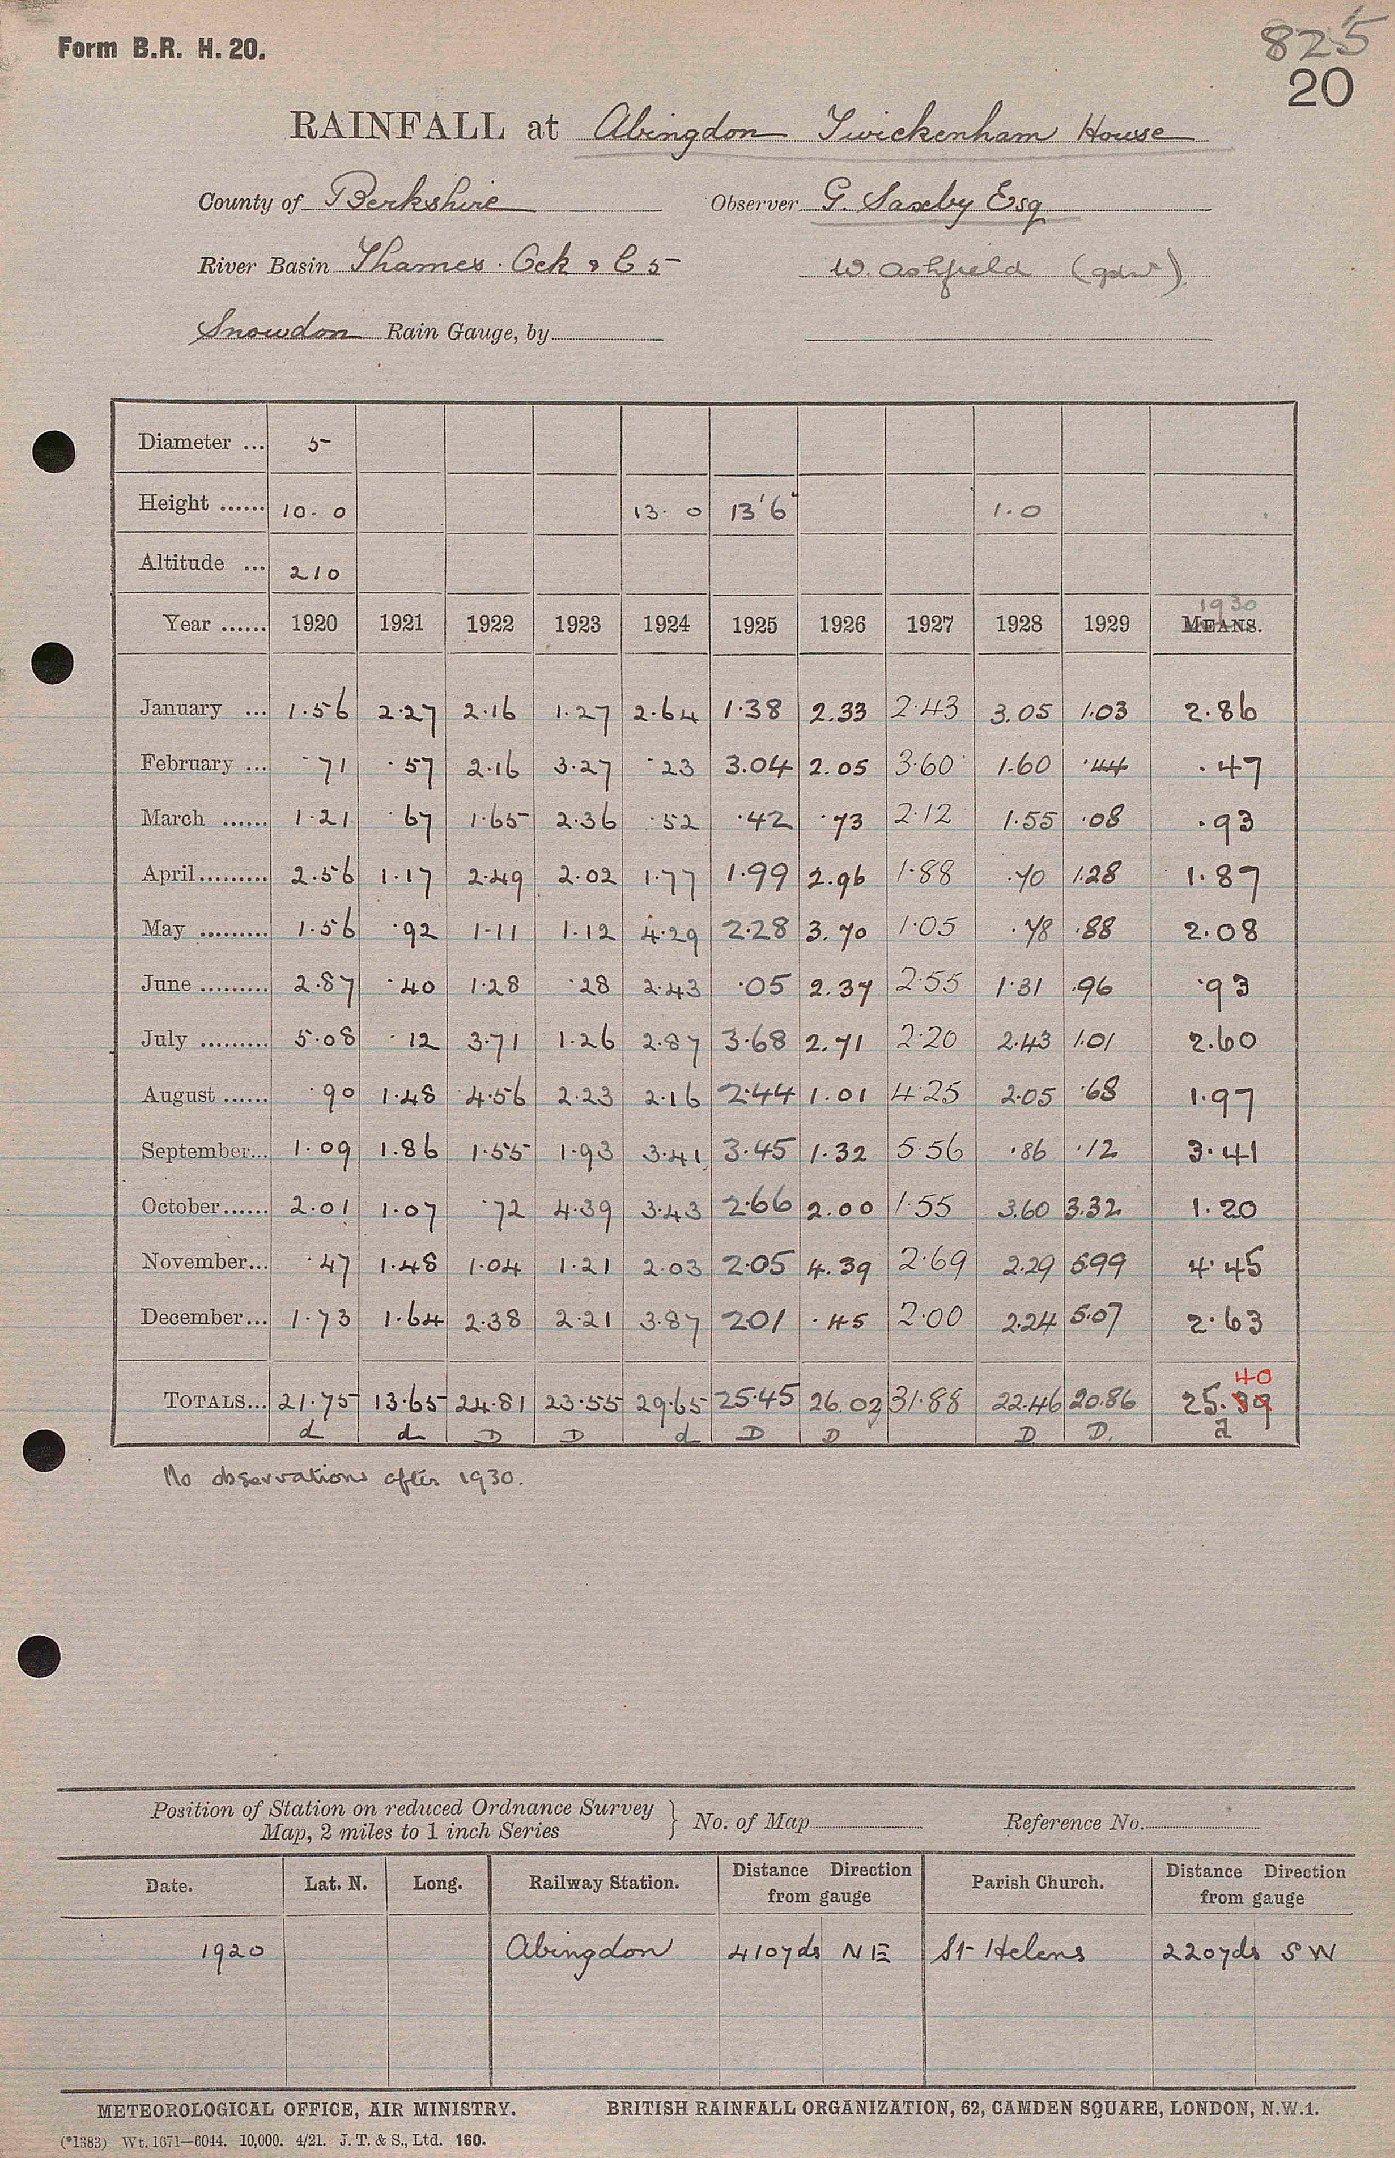 Form B.R. H. 20.
825
20
RAINFALL at Abingdon Twickenham House
County of Berkshire Observer G. Saxby Esq
River Basin Thames. Ock & C 5 W. Ashfield (gdnr).
Snowdon Rain Gauge, by
Diameter ... 5
Height ...... 10. 0 13. 0 13'6" 1.0
Altitude ... 210
Year ...... 1920 1921 1922 1923 1924 1925 1926 1927 1928 1929 1930 MEANS.
January ... 1.56 2.27 2.16 1.27 2.64 1.38 2.33 2.43 3.05 1.03 2.86
February ... .71 .57 2.16 3.27 .23 3.04 2.05 3.60 1.60 .44 .47
March ...... 1.21 .67 1.65 2.36 .52 .42 .73 2.12 1.55 .08 .93
April ......... 2.56 1.17 2.49 2.02 1.77 1.99 2.96 1.88 .70 1.28 1.87
May ......... 1.56 .92 1.11 1.12 4.29 2.28 3.70 1.05 .78 .88 2.08
June ......... 2.87 .40 1.28 .28 2.43 .05 2.37 2.55 1.31 .96 .93
July ......... 5.08 .12 3.71 1.26 2.87 3.68 2.71 2.20 2.43 1.01 2.60
August ...... .90 1.48 4.56 2.23 2.16 2.44 1.01 4.25 2.05 .68 1.97
September... 1.09 1.86 1.55 1.93 3.41 3.45 1.32 5.56 .86 .12 3.41
October...... 2.01 1.07 .72 4.39 3.43 2.66 2.00 1.55 3.60 3.32 1.20
November... .47 1.48 1.04 1.21 2.03 2.05 4.39 2.69 2.29 5.99 4.45
December... 1.73 1.64 2.38 2.21 3.87 2.01 .45 2.00 2.24 5.07 2.63
40
TOTALS... 21.75 13.65 24.81 23.55 29.65 25.45 26.02 31.88 22.46 20.86 25.39
d d D D d D D D D. d
No observations after 1930.
Position of Station on reduced Ordnance Survey
Map, 2 miles to 1 inch Series } No. of Map Reference No.
Date. Lat. N. Long. Railway Station. Distance Direction from gauge Parish Church. Distance Direction from gauge
1920 Abingdon 410yds NE St Helens 220yds SW
METEOROLOGICAL OFFICE, AIR MINISTRY. BRITISH RAINFALL ORGANIZATION, 62, CAMDEN SQUARE, LONDON, N.W.1.
(*1383) Wt. 1671—6044. 10,000. 4/21. J. T. & S., Ltd. 160.